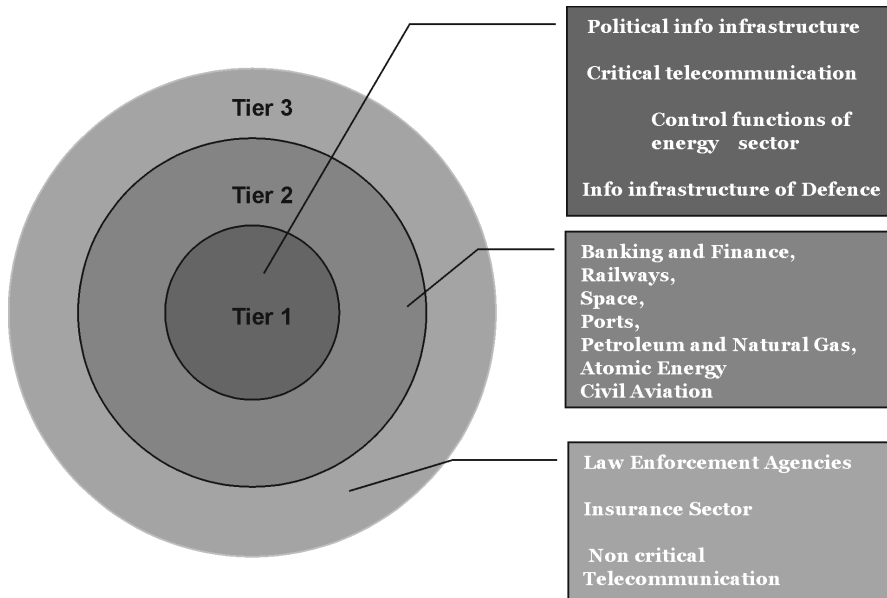 Tier 3
Tier 2
Tier 1
Political info infrastructure
Critical telecommunication
Control functions of
energy sector
Info infrastructure of Defence
Banking and Finance,
Railways,
Space,
Ports,
Petroleum and Natural Gas,
Atomic Energy
Civil Aviation
Law Enforcement Agencies
Insurance Sector
Non critical
Telecommunication